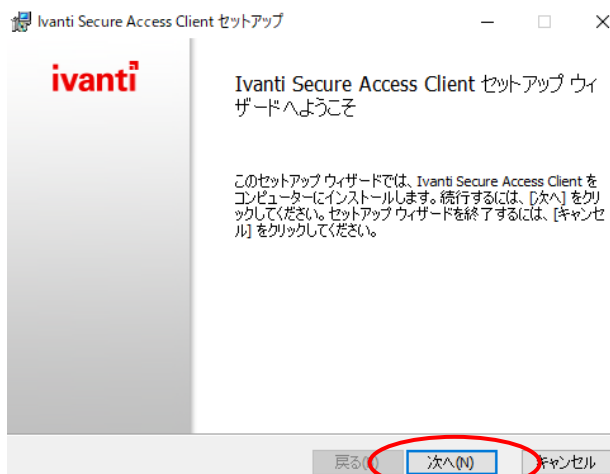 Ivanti Secure Access Client セットアップ
ivanti
Ivanti Secure Access Client セットアップ ウィ
ザードへようこそ
このセットアップ ウィザードでは、Ivanti Secure Access Client を
コンピューターにインストールします。続行するには、[次へ] をクリ
ックしてください。セットアップ ウィザードを終了するには、[キャンセ
ル] をクリックしてください。
戻る( 次へ(N) キャンセル